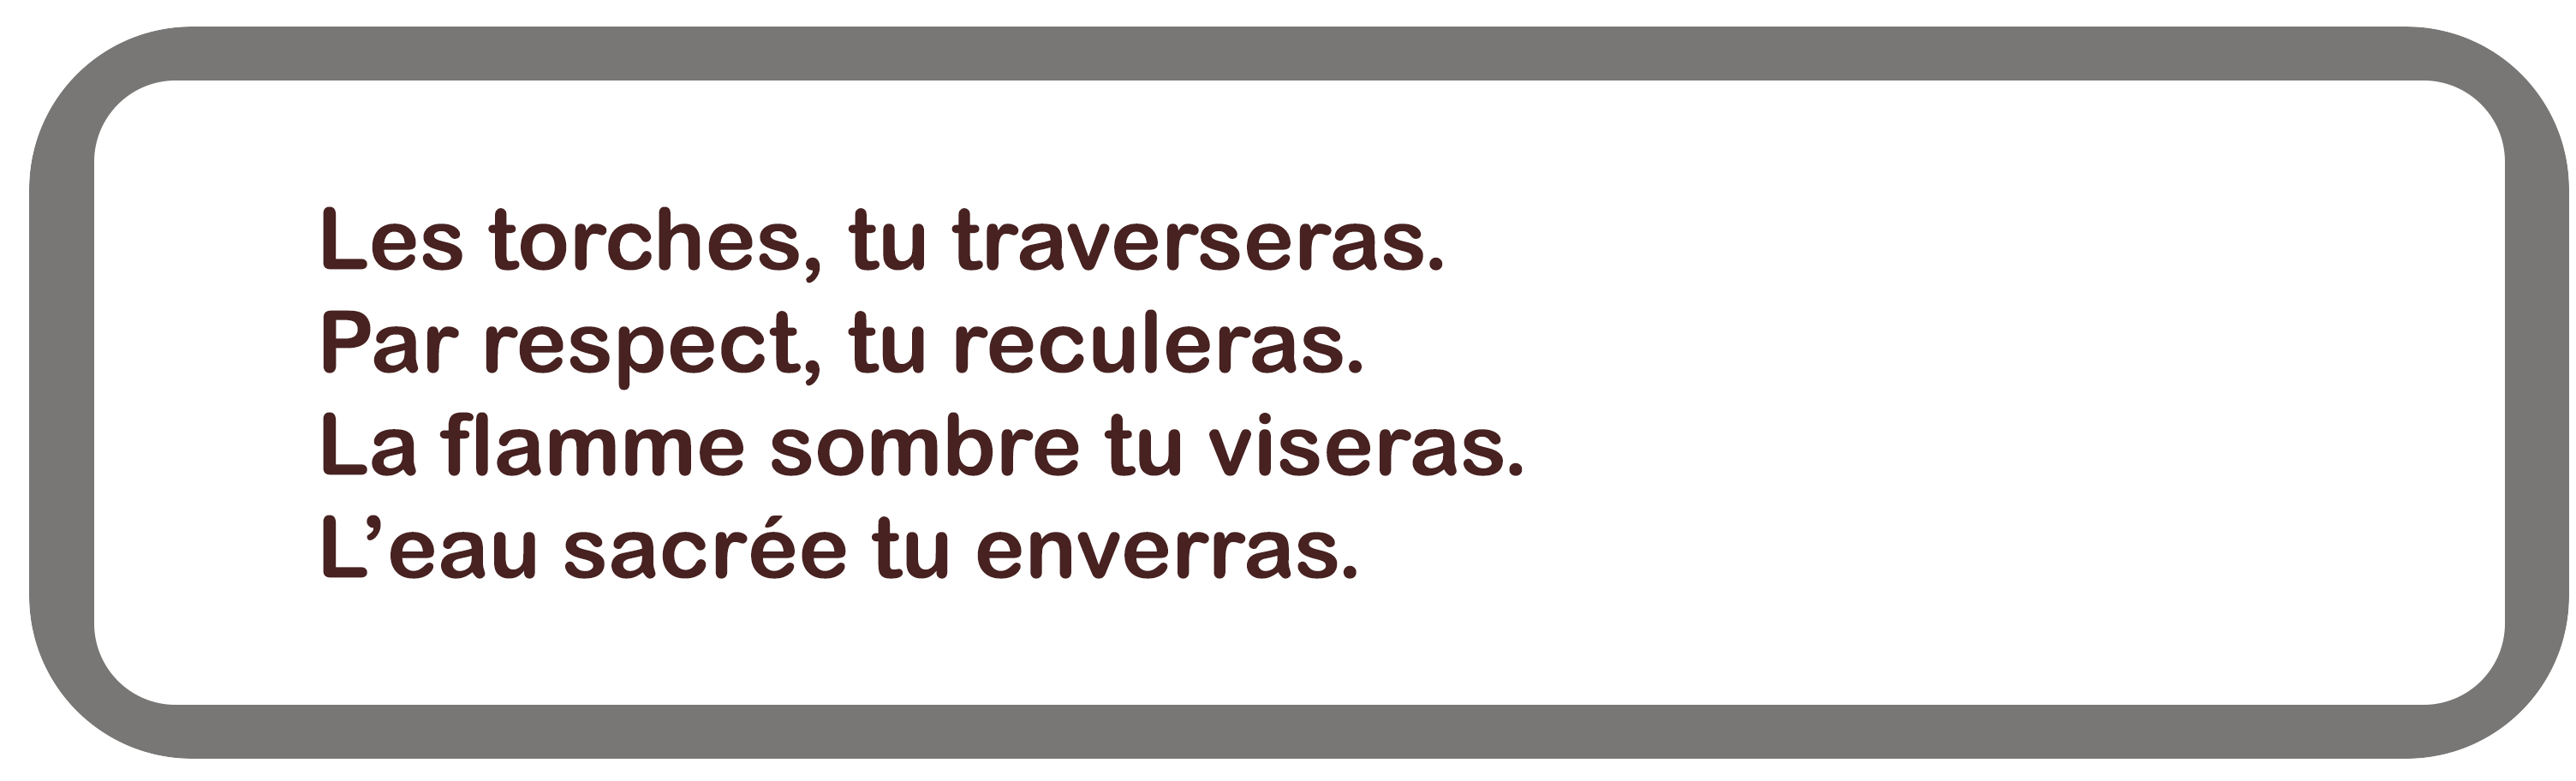 Les torches, tu traverseras.
Par respect, tu reculeras.
La flamme sombre tu viseras.
L’eau sacrée tu enverras.